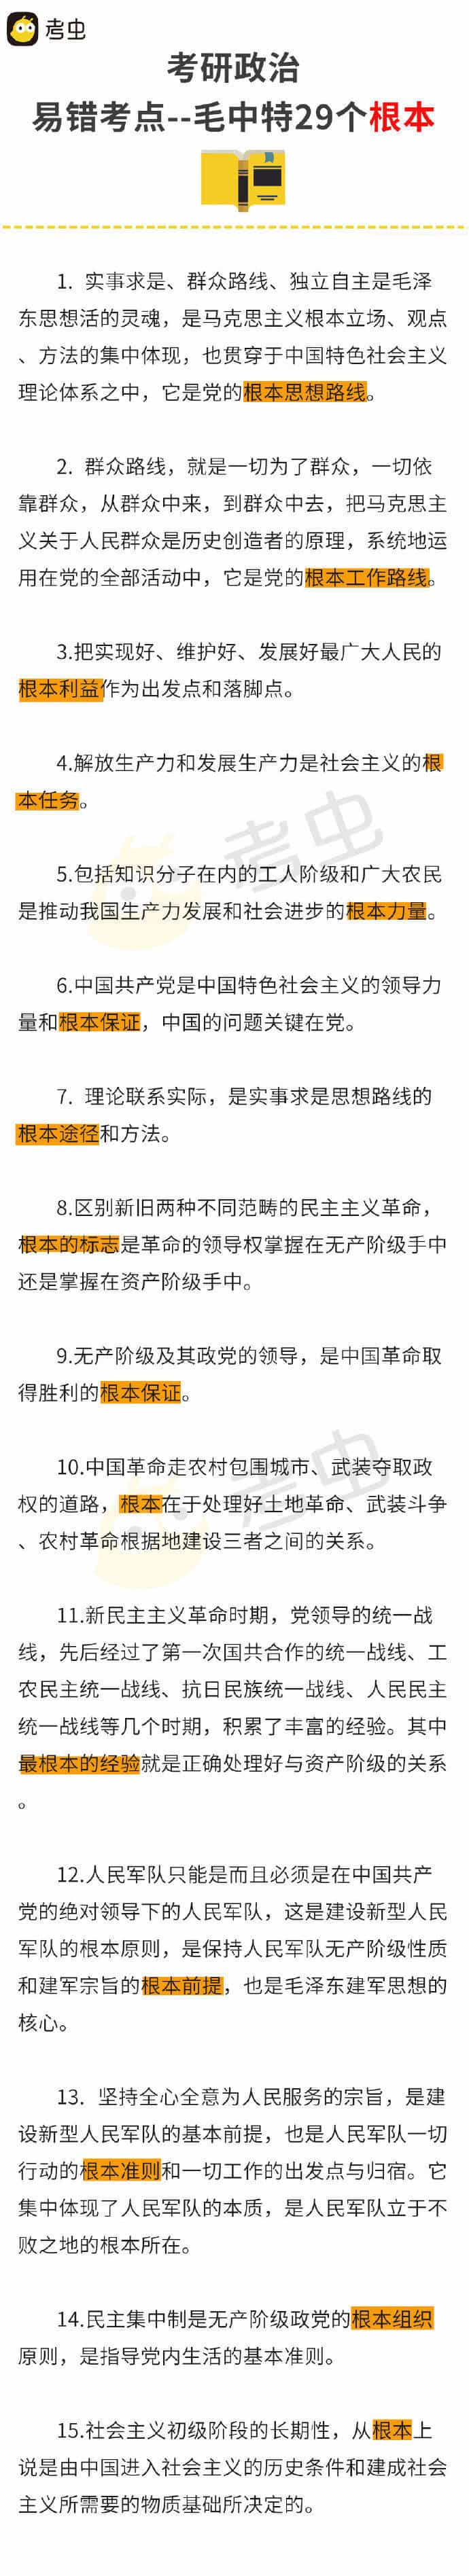 考虫
考研政治
易错考点--毛中特29个根本
1. 实事求是、群众路线、独立自主是毛泽
东思想活的灵魂，是马克思主义根本立场、观点
、方法的集中体现，也贯穿于中国特色社会主义
理论体系之中，它是党的根本思想路线。
2. 群众路线，就是一切为了群众，一切依
靠群众，从群众中来，到群众中去，把马克思主
义关于人民群众是历史创造者的原理，系统地运
用在党的全部活动中，它是党的根本工作路线。
3.把实现好、维护好、发展好最广大人民的
根本利益作为出发点和落脚点。
4.解放生产力和发展生产力是社会主义的根
本任务。
考虫
5.包括知识分子在内的工人阶级和广大农民
是推动我国生产力发展和社会进步的根本力量。
6.中国共产党是中国特色社会主义的领导力
量和根本保证，中国的问题关键在党。
7. 理论联系实际，是实事求是思想路线的
根本途径和方法。
8.区别新旧两种不同范畴的民主主义革命，
根本的标志是革命的领导权掌握在无产阶级手中
还是掌握在资产阶级手中。
9.无产阶级及其政党的领导，是中国革命取
得胜利的根本保证。
考虫
10.中国革命走农村包围城市、武装夺取政
权的道路，根本在于处理好土地革命、武装斗争
、农村革命根据地建设三者之间的关系。
11.新民主主义革命时期，党领导的统一战
线，先后经过了第一次国共合作的统一战线、工
农民主统一战线、抗日民族统一战线、人民民主
统一战线等几个时期，积累了丰富的经验。其中
最根本的经验就是正确处理好与资产阶级的关系
。
12.人民军队只能是而且必须是在中国共产
党的绝对领导下的人民军队，这是建设新型人民
军队的根本原则，是保持人民军队无产阶级性质
和建军宗旨的根本前提，也是毛泽东建军思想的
核心。
13. 坚持全心全意为人民服务的宗旨，是建
设新型人民军队的基本前提，也是人民军队一切
行动的根本准则和一切工作的出发点与归宿。它
集中体现了人民军队的本质，是人民军队立于不
败之地的根本所在。
14.民主集中制是无产阶级政党的根本组织
原则，是指导党内生活的基本准则。
15.社会主义初级阶段的长期性，从根本上
说是由中国进入社会主义的历史条件和建成社会
主义所需要的物质基础所决定的。